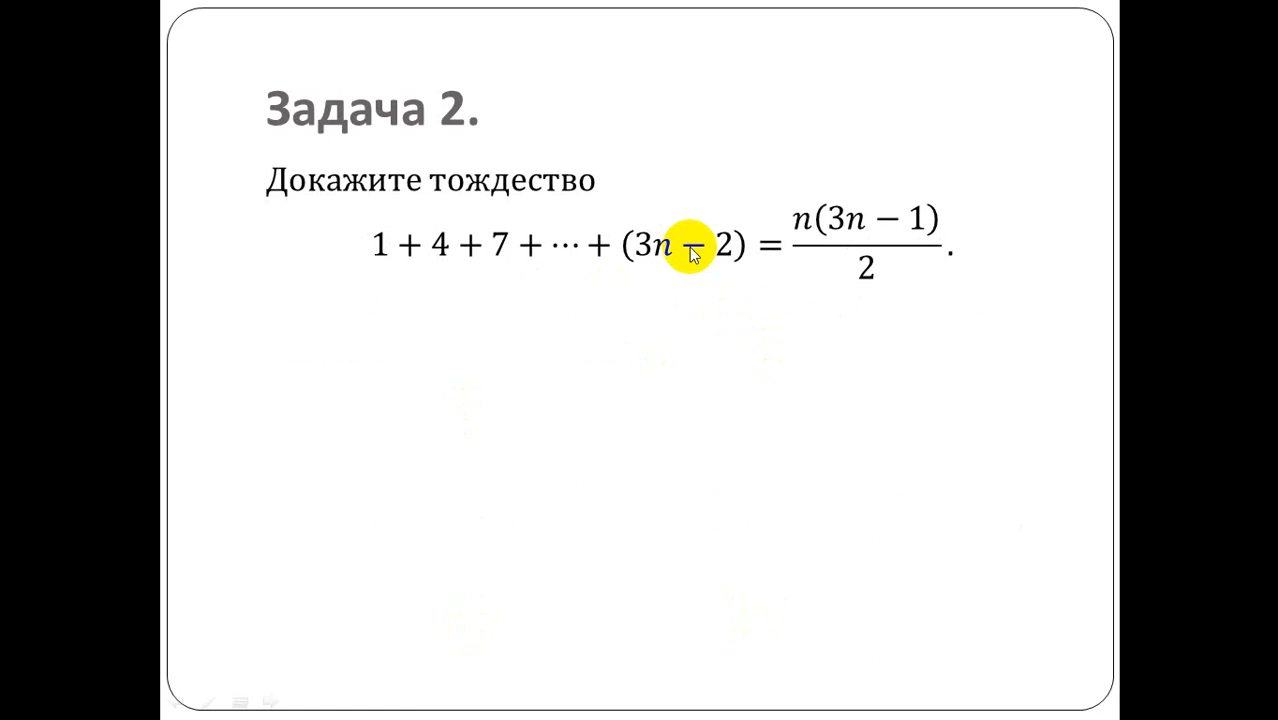 Задача 2.
Докажите тождество
1 + 4 + 7 + ⋯ + (3n − 2) = n(3n − 1)/2.